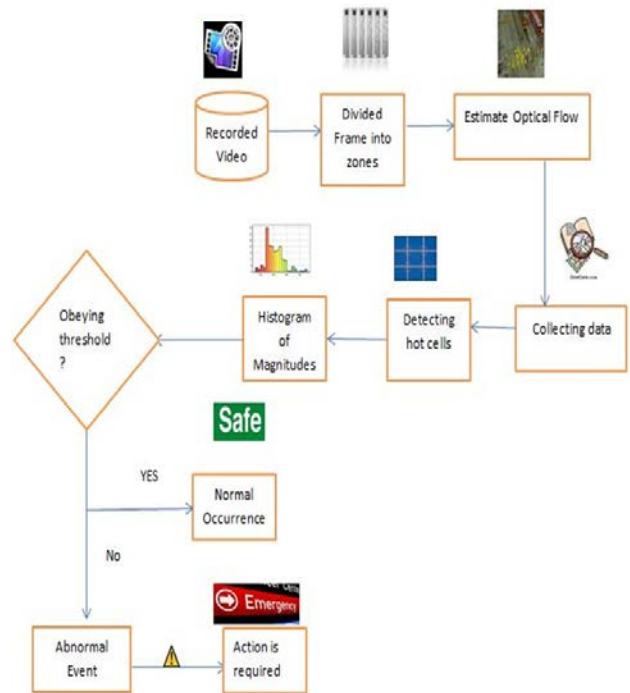 Recorded
Video
Divided
Frame into
zones
Estimate Optical Flow
Collecting data
Detecting
hot cells
Histogram
of
Magnitudes
Obeying
threshold
?
Safe
YES
Normal
Occurrence
No
Abnormal
Event
Emergency
Action is
required